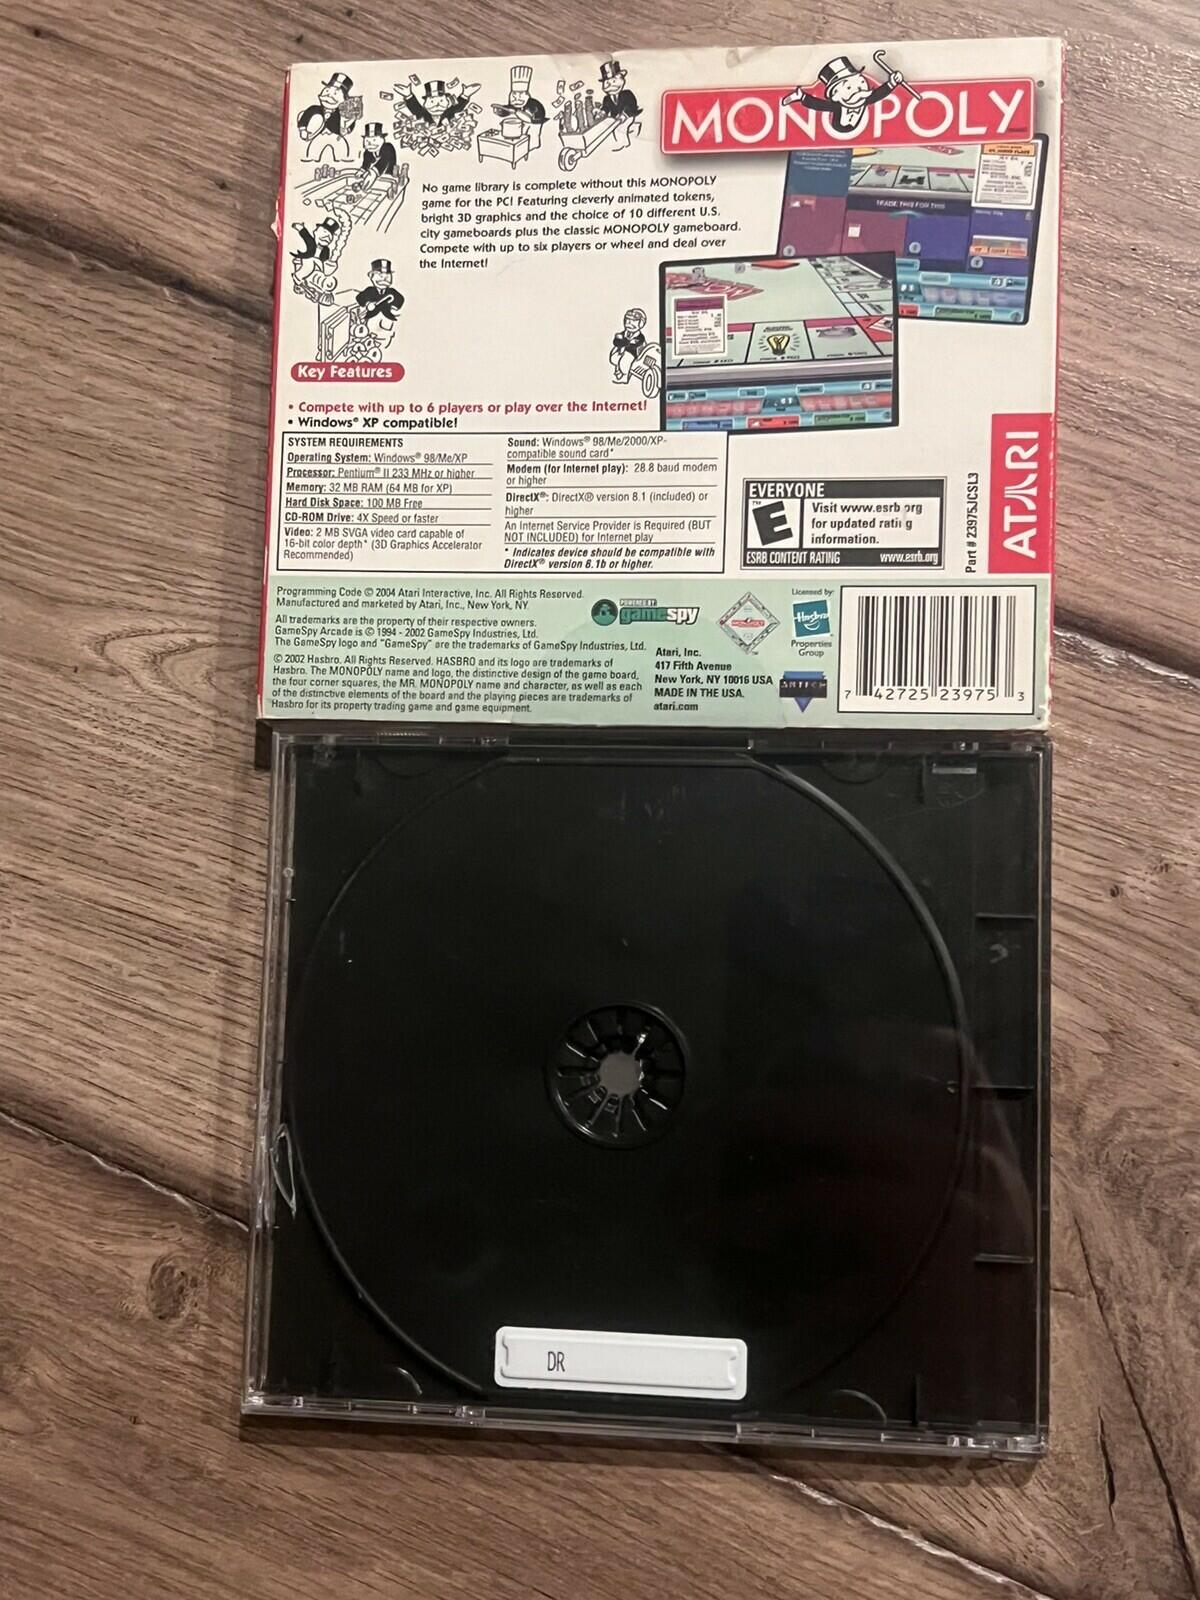 MONOPOLY
No game library is complete without this MONOPOLY
game for the PC! Featuring cleverly animated tokens,
bright 3D graphics and the choice of 10 different U.S.
city gameboards plus the classic MONOPOLY gameboard.
Compete with up to six players or wheel and deal over
the Internet!
TRADE THIS FOR THIS
Key Features
• Compete with up to 6 players or play over the Internet!
• Windows® XP compatible!
SYSTEM REQUIREMENTS
Operating System: Windows® 98/Me/XP
Processor: Pentium® II 233 MHz or higher
Memory: 32 MB RAM (64 MB for XP)
Hard Disk Space: 100 MB Free
CD-ROM Drive: 4X Speed or faster
Video: 2 MB SVGA video card capable of
16-bit color depth* (3D Graphics Accelerator
Recommended)
Sound: Windows® 98/Me/2000/XP-
compatible sound card*
Modem (for Internet play): 28.8 baud modem
or higher
DirectX®: DirectX® version 8.1 (included) or
higher
An Internet Service Provider is Required (BUT
NOT INCLUDED) for Internet play
* Indicates device should be compatible with
DirectX® version 8.1b or higher.
EVERYONE
E
™
Visit www.esrb.org
for updated rating
information.
ESRB CONTENT RATING www.esrb.org
Part # 23975JCSL3
ATARI
Programming Code © 2004 Atari Interactive, Inc. All Rights Reserved.
Manufactured and marketed by Atari, Inc., New York, NY.
All trademarks are the property of their respective owners.
GameSpy Arcade is © 1994 - 2002 GameSpy Industries, Ltd.
The GameSpy logo and "GameSpy" are the trademarks of GameSpy Industries, Ltd.
© 2002 Hasbro. All Rights Reserved. HASBRO and its logo are trademarks of
Hasbro. The MONOPOLY name and logo, the distinctive design of the game board,
the four corner squares, the MR. MONOPOLY name and character, as well as each
of the distinctive elements of the board and the playing pieces are trademarks of
Hasbro for its property trading game and game equipment.
POWERED BY
gamespy
MONOPOLY
Licensed by:
Hasbro
Properties
Group
Atari, Inc.
417 Fifth Avenue
New York, NY 10016 USA
MADE IN THE USA.
atari.com
ARTECH
7 42725 23975 3
DR